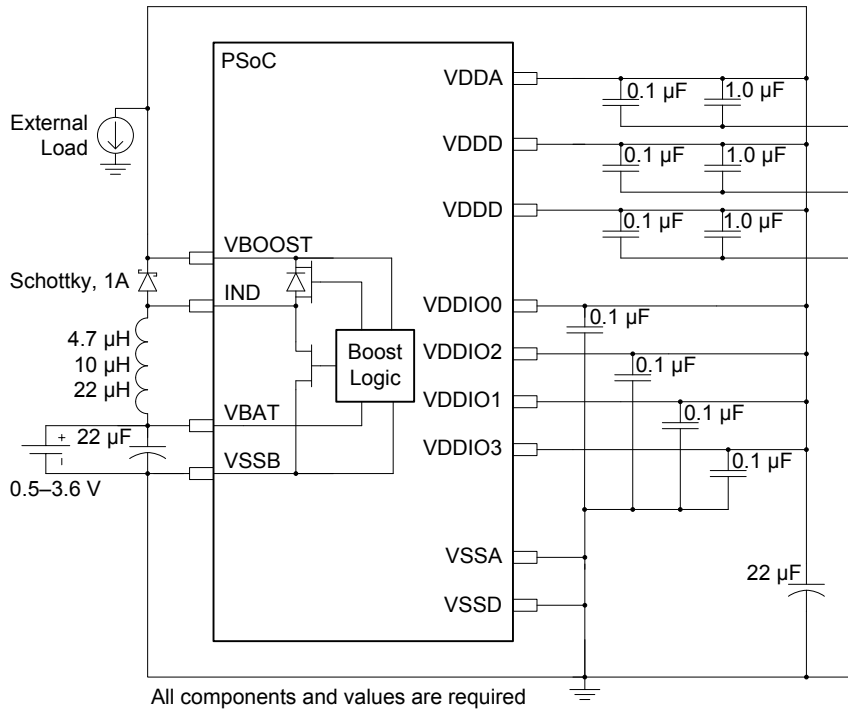 PSoC
VDDA
0.1 µF
1.0 µF
External
Load
VDDD
0.1 µF
1.0 µF
VDDD
0.1 µF
1.0 µF
VBOOST
Schottky, 1A
IND
VDDIO0
0.1 µF
4.7 µH
10 µH
22 µH
Boost
Logic
VDDIO2
0.1 µF
VDDIO1
0.1 µF
VBAT
22 µF
+
-
VDDIO3
0.1 µF
VSSB
0.5–3.6 V
VSSA
22 µF
VSSD
All components and values are required